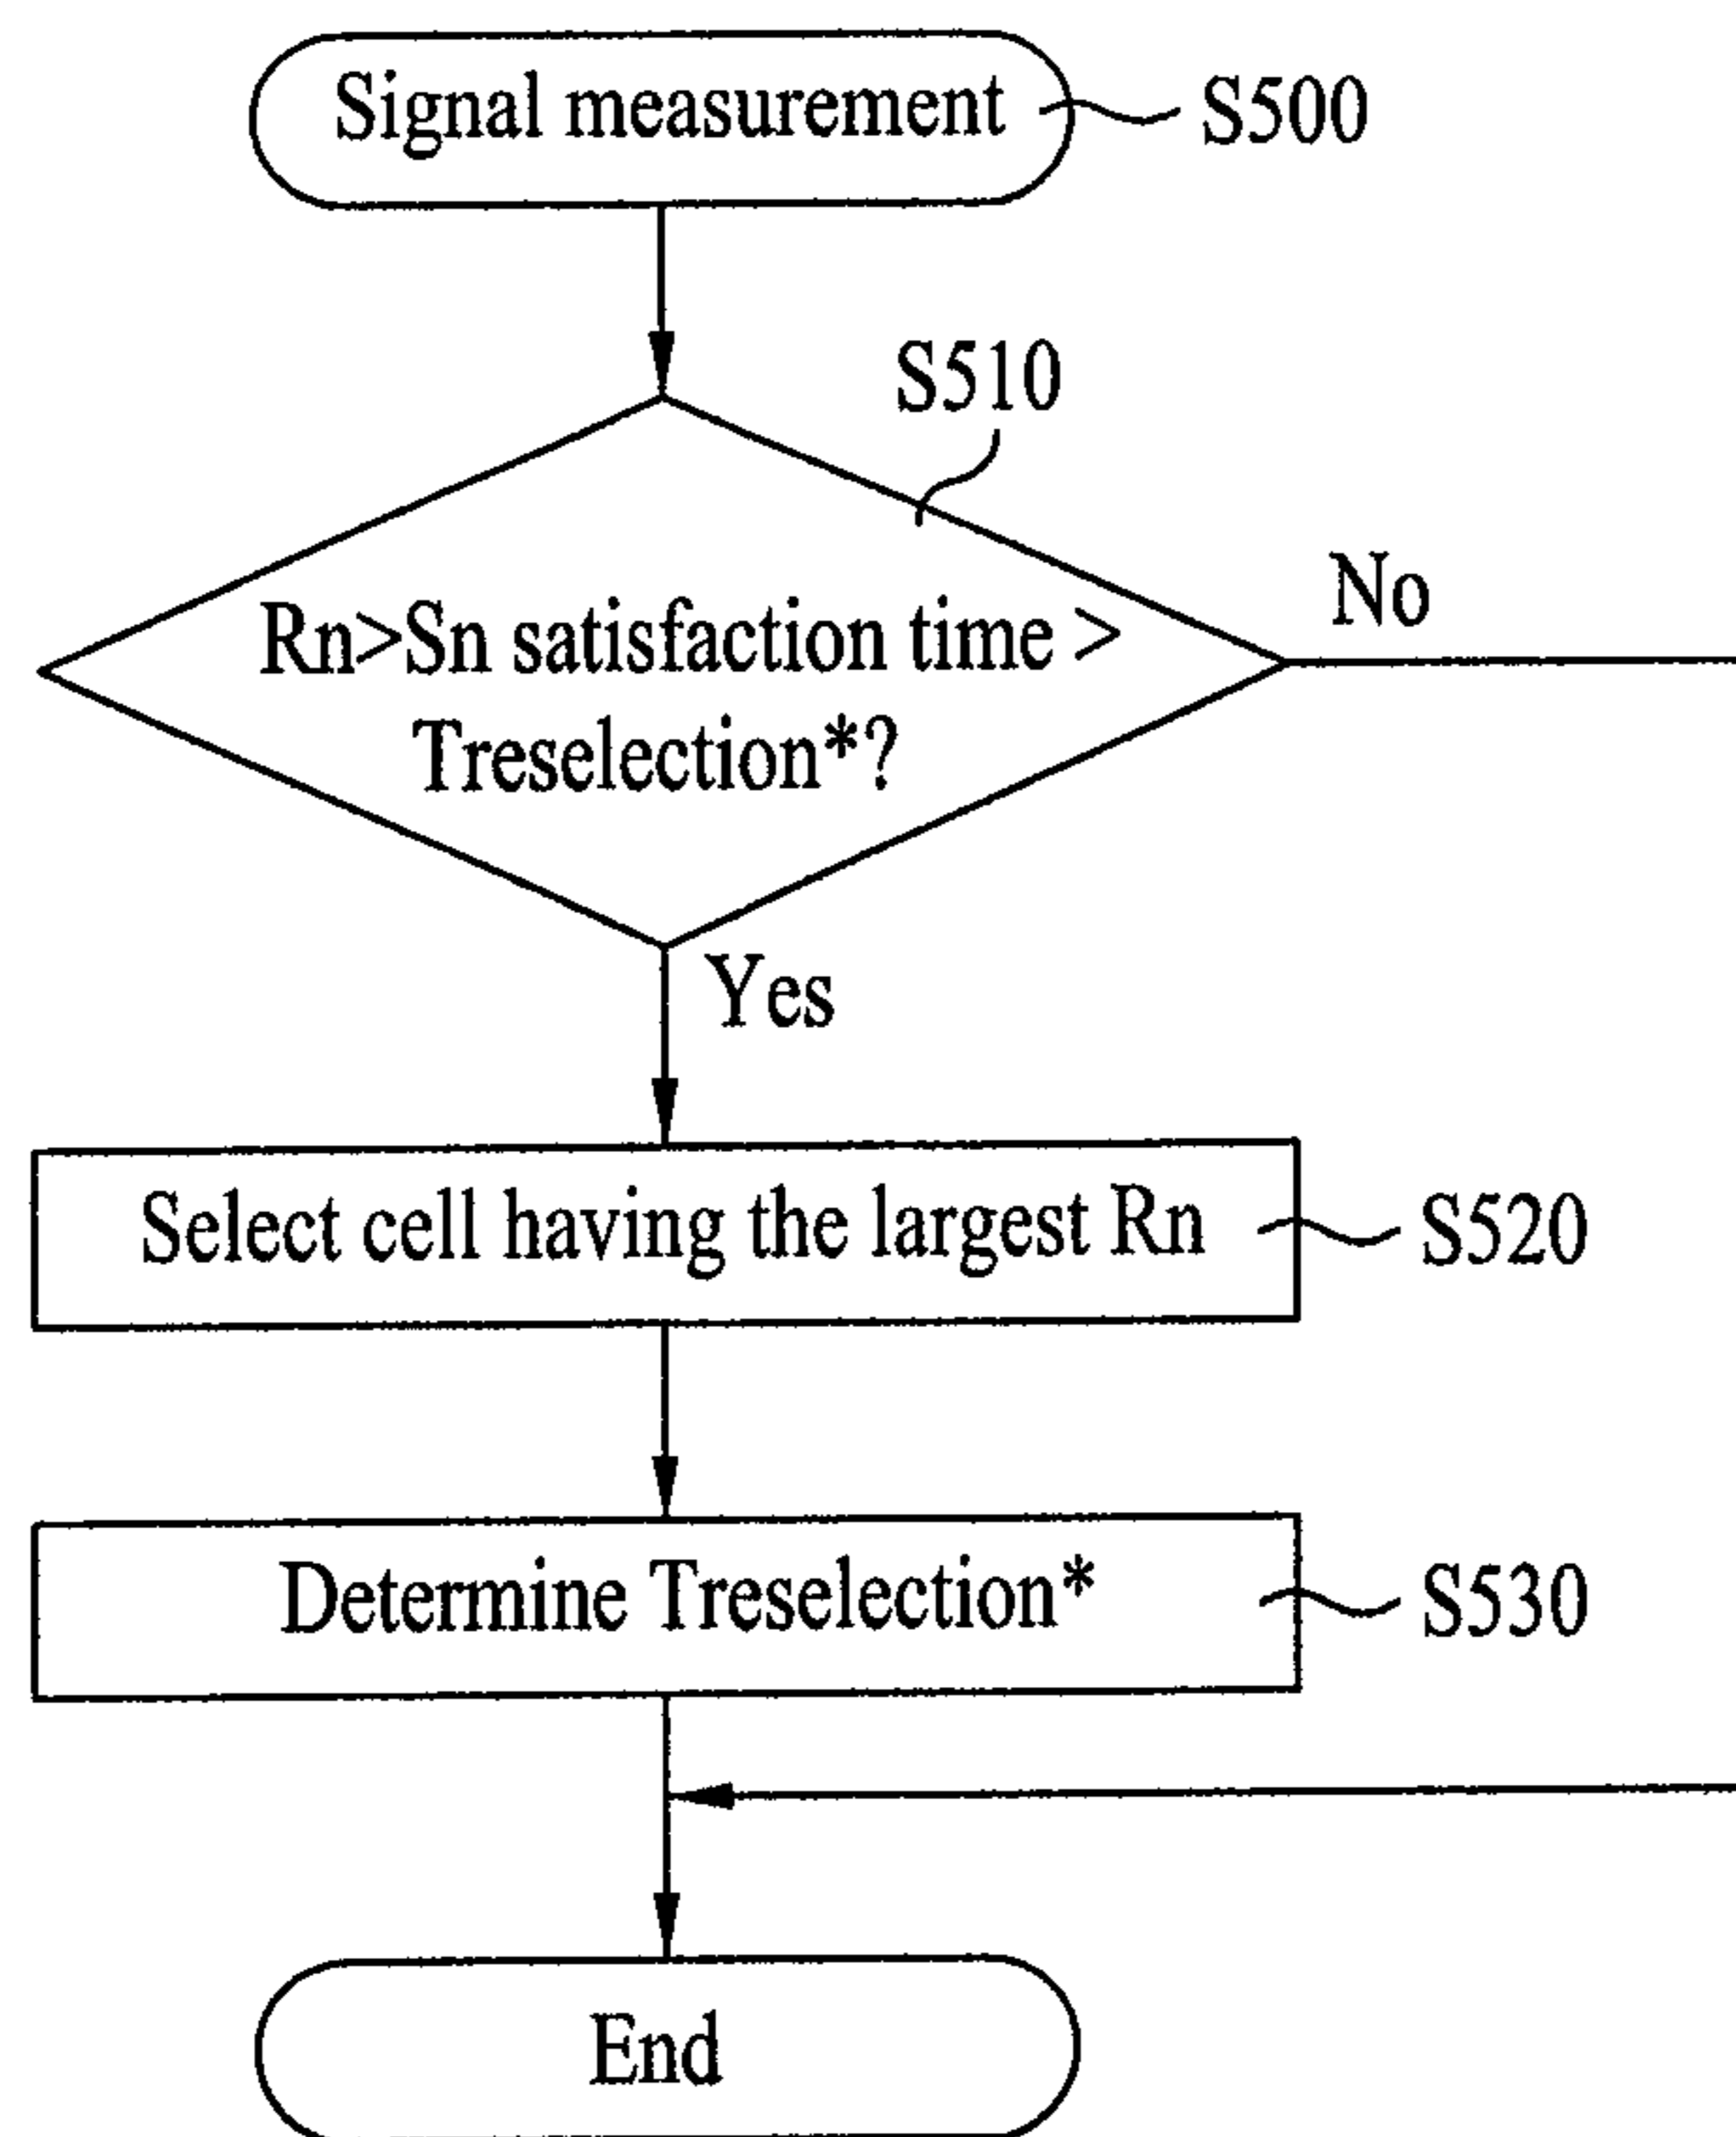 Signal measurement
S500
S510
Rn>Sn satisfaction time >
Treselection*?
No
Yes
Select cell having the largest Rn
S520
Determine Treselection*
S530
End